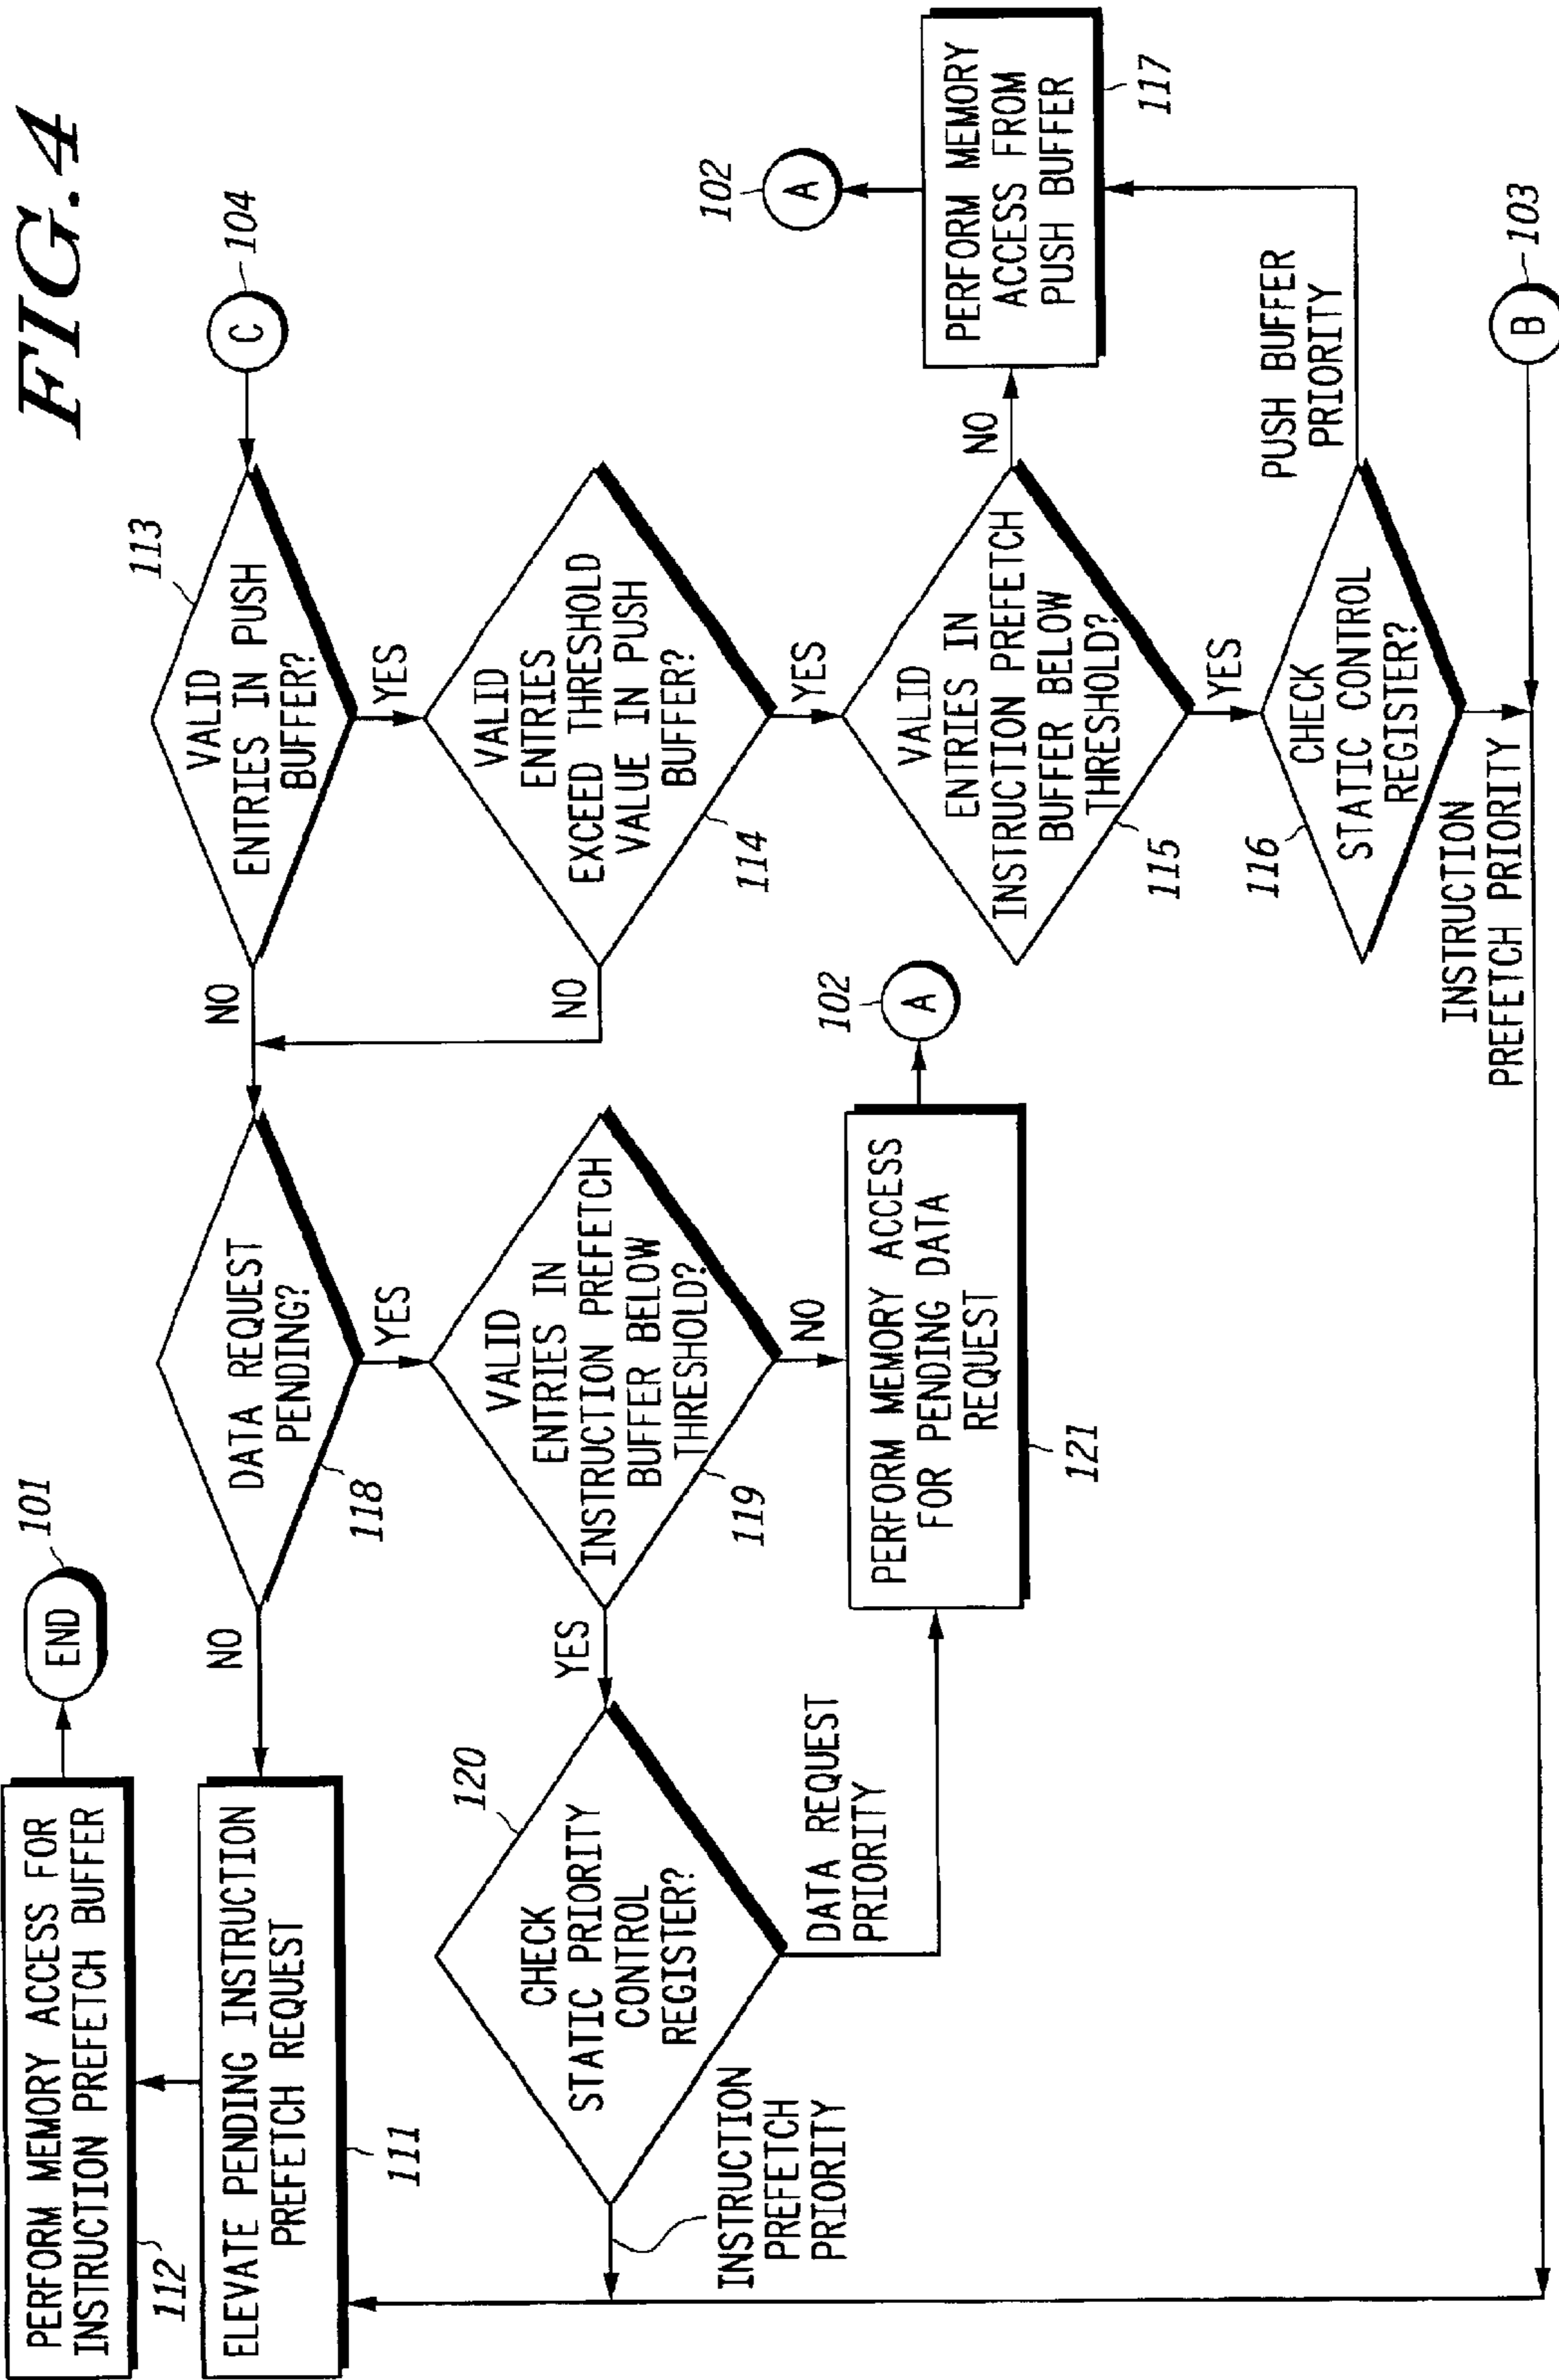 FIG.4
PERFORM MEMORY ACCESS FOR
INSTRUCTION PREFETCH BUFFER
112
END
101
ELEVATE PENDING INSTRUCTION
PREFETCH REQUEST
111
NO
DATA REQUEST
PENDING?
118
YES
NO
VALID
ENTRIES IN PUSH
BUFFER?
113
YES
C
104
CHECK
STATIC PRIORITY
CONTROL
REGISTER?
120
INSTRUCTION
PREFETCH
PRIORITY
DATA REQUEST
PRIORITY
YES
VALID
ENTRIES IN
INSTRUCTION PREFETCH
BUFFER BELOW
THRESHOLD?
119
NO
NO
VALID
ENTRIES
EXCEED THRESHOLD
VALUE IN PUSH
BUFFER?
114
YES
PERFORM MEMORY ACCESS
FOR PENDING DATA
REQUEST
121
A
102
VALID
ENTRIES IN
INSTRUCTION PREFETCH
BUFFER BELOW
THRESHOLD?
115
NO
YES
PERFORM MEMORY
ACCESS FROM
PUSH BUFFER
117
A
102
CHECK
STATIC CONTROL
REGISTER?
116
PUSH BUFFER
PRIORITY
INSTRUCTION
PREFETCH PRIORITY
B
103